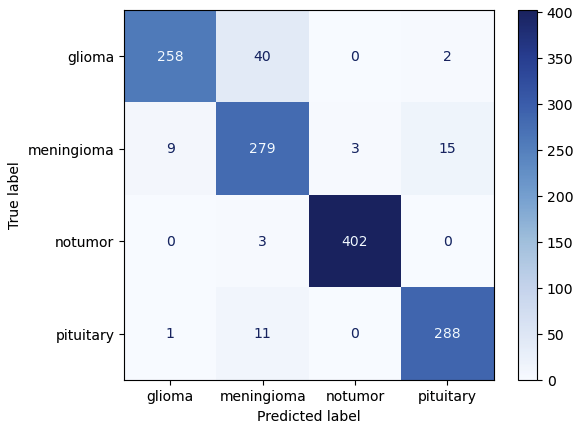 glioma 258 40 0 2
meningioma 9 279 3 15
notumor 0 3 402 0
pituitary 1 11 0 288
glioma meningioma notumor pituitary
Predicted label
True label
400
350
300
250
200
150
100
50
0